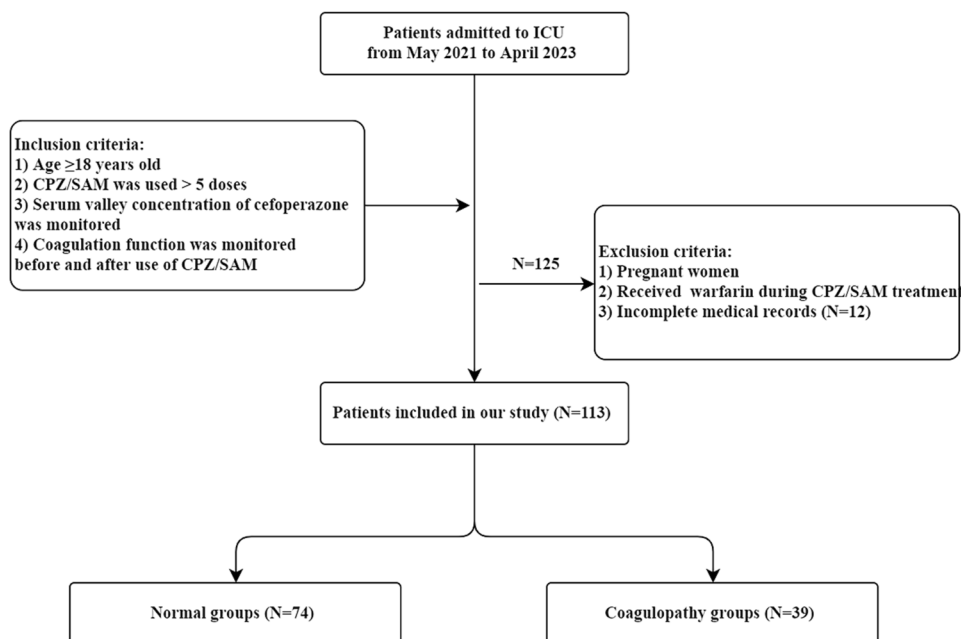 Patients admitted to ICU
from May 2021 to April 2023
Inclusion criteria:
1) Age ≥18 years old
2) CPZ/SAM was used > 5 doses
3) Serum valley concentration of cefoperazone
was monitored
4) Coagulation function was monitored
before and after use of CPZ/SAM
N=125
Exclusion criteria:
1) Pregnant women
2) Received warfarin during CPZ/SAM treatment
3) Incomplete medical records (N=12)
Patients included in our study (N=113)
Normal groups (N=74)
Coagulopathy groups (N=39)